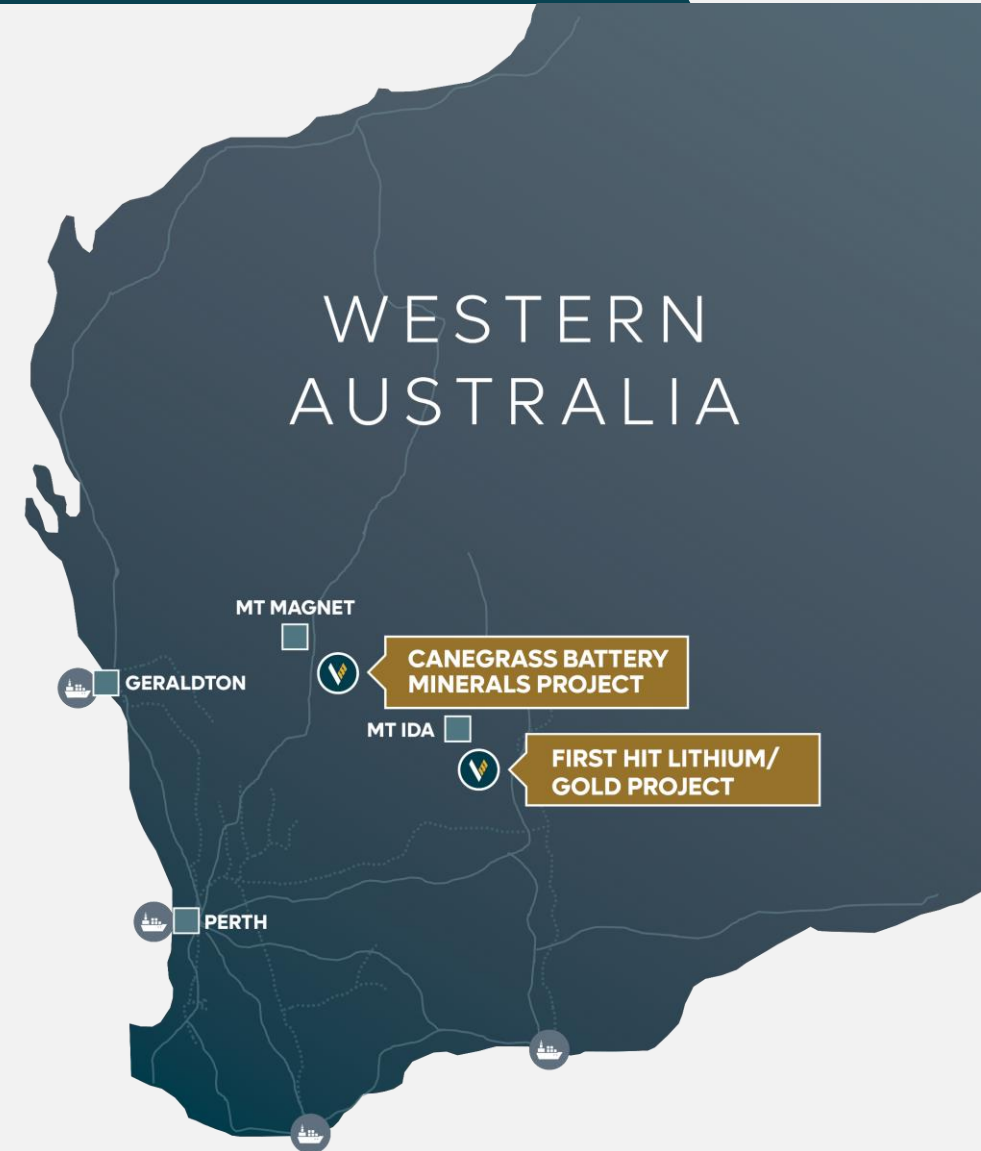 WESTERN
AUSTRALIA
MT MAGNET
CANEGRASS BATTERY
MINERALS PROJECT
GERALDTON
MT IDA
FIRST HIT LITHIUM/
GOLD PROJECT
PERTH